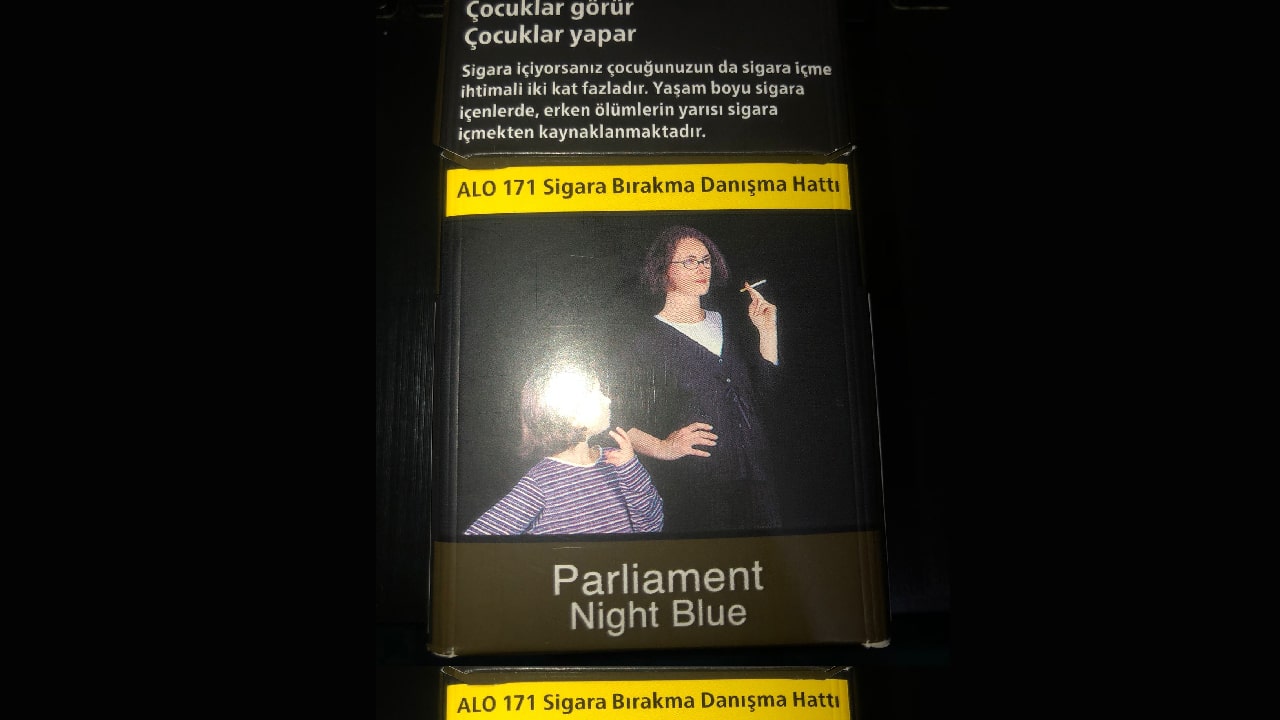 Çocuklar görür
Çocuklar yapar
Sigara içiyorsanız çocuğunuzun da sigara içme
ihtimali iki kat fazladır. Yaşam boyu sigara
içenlerde, erken ölümlerin yarısı sigara
içmekten kaynaklanmaktadır.
ALO 171 Sigara Bırakma Danışma Hattı
Parliament
Night Blue
ALO 171 Sigara Bırakma Danışma Hattı